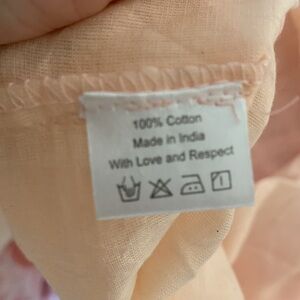 100% Cotton
Made in India
With Love and Respect